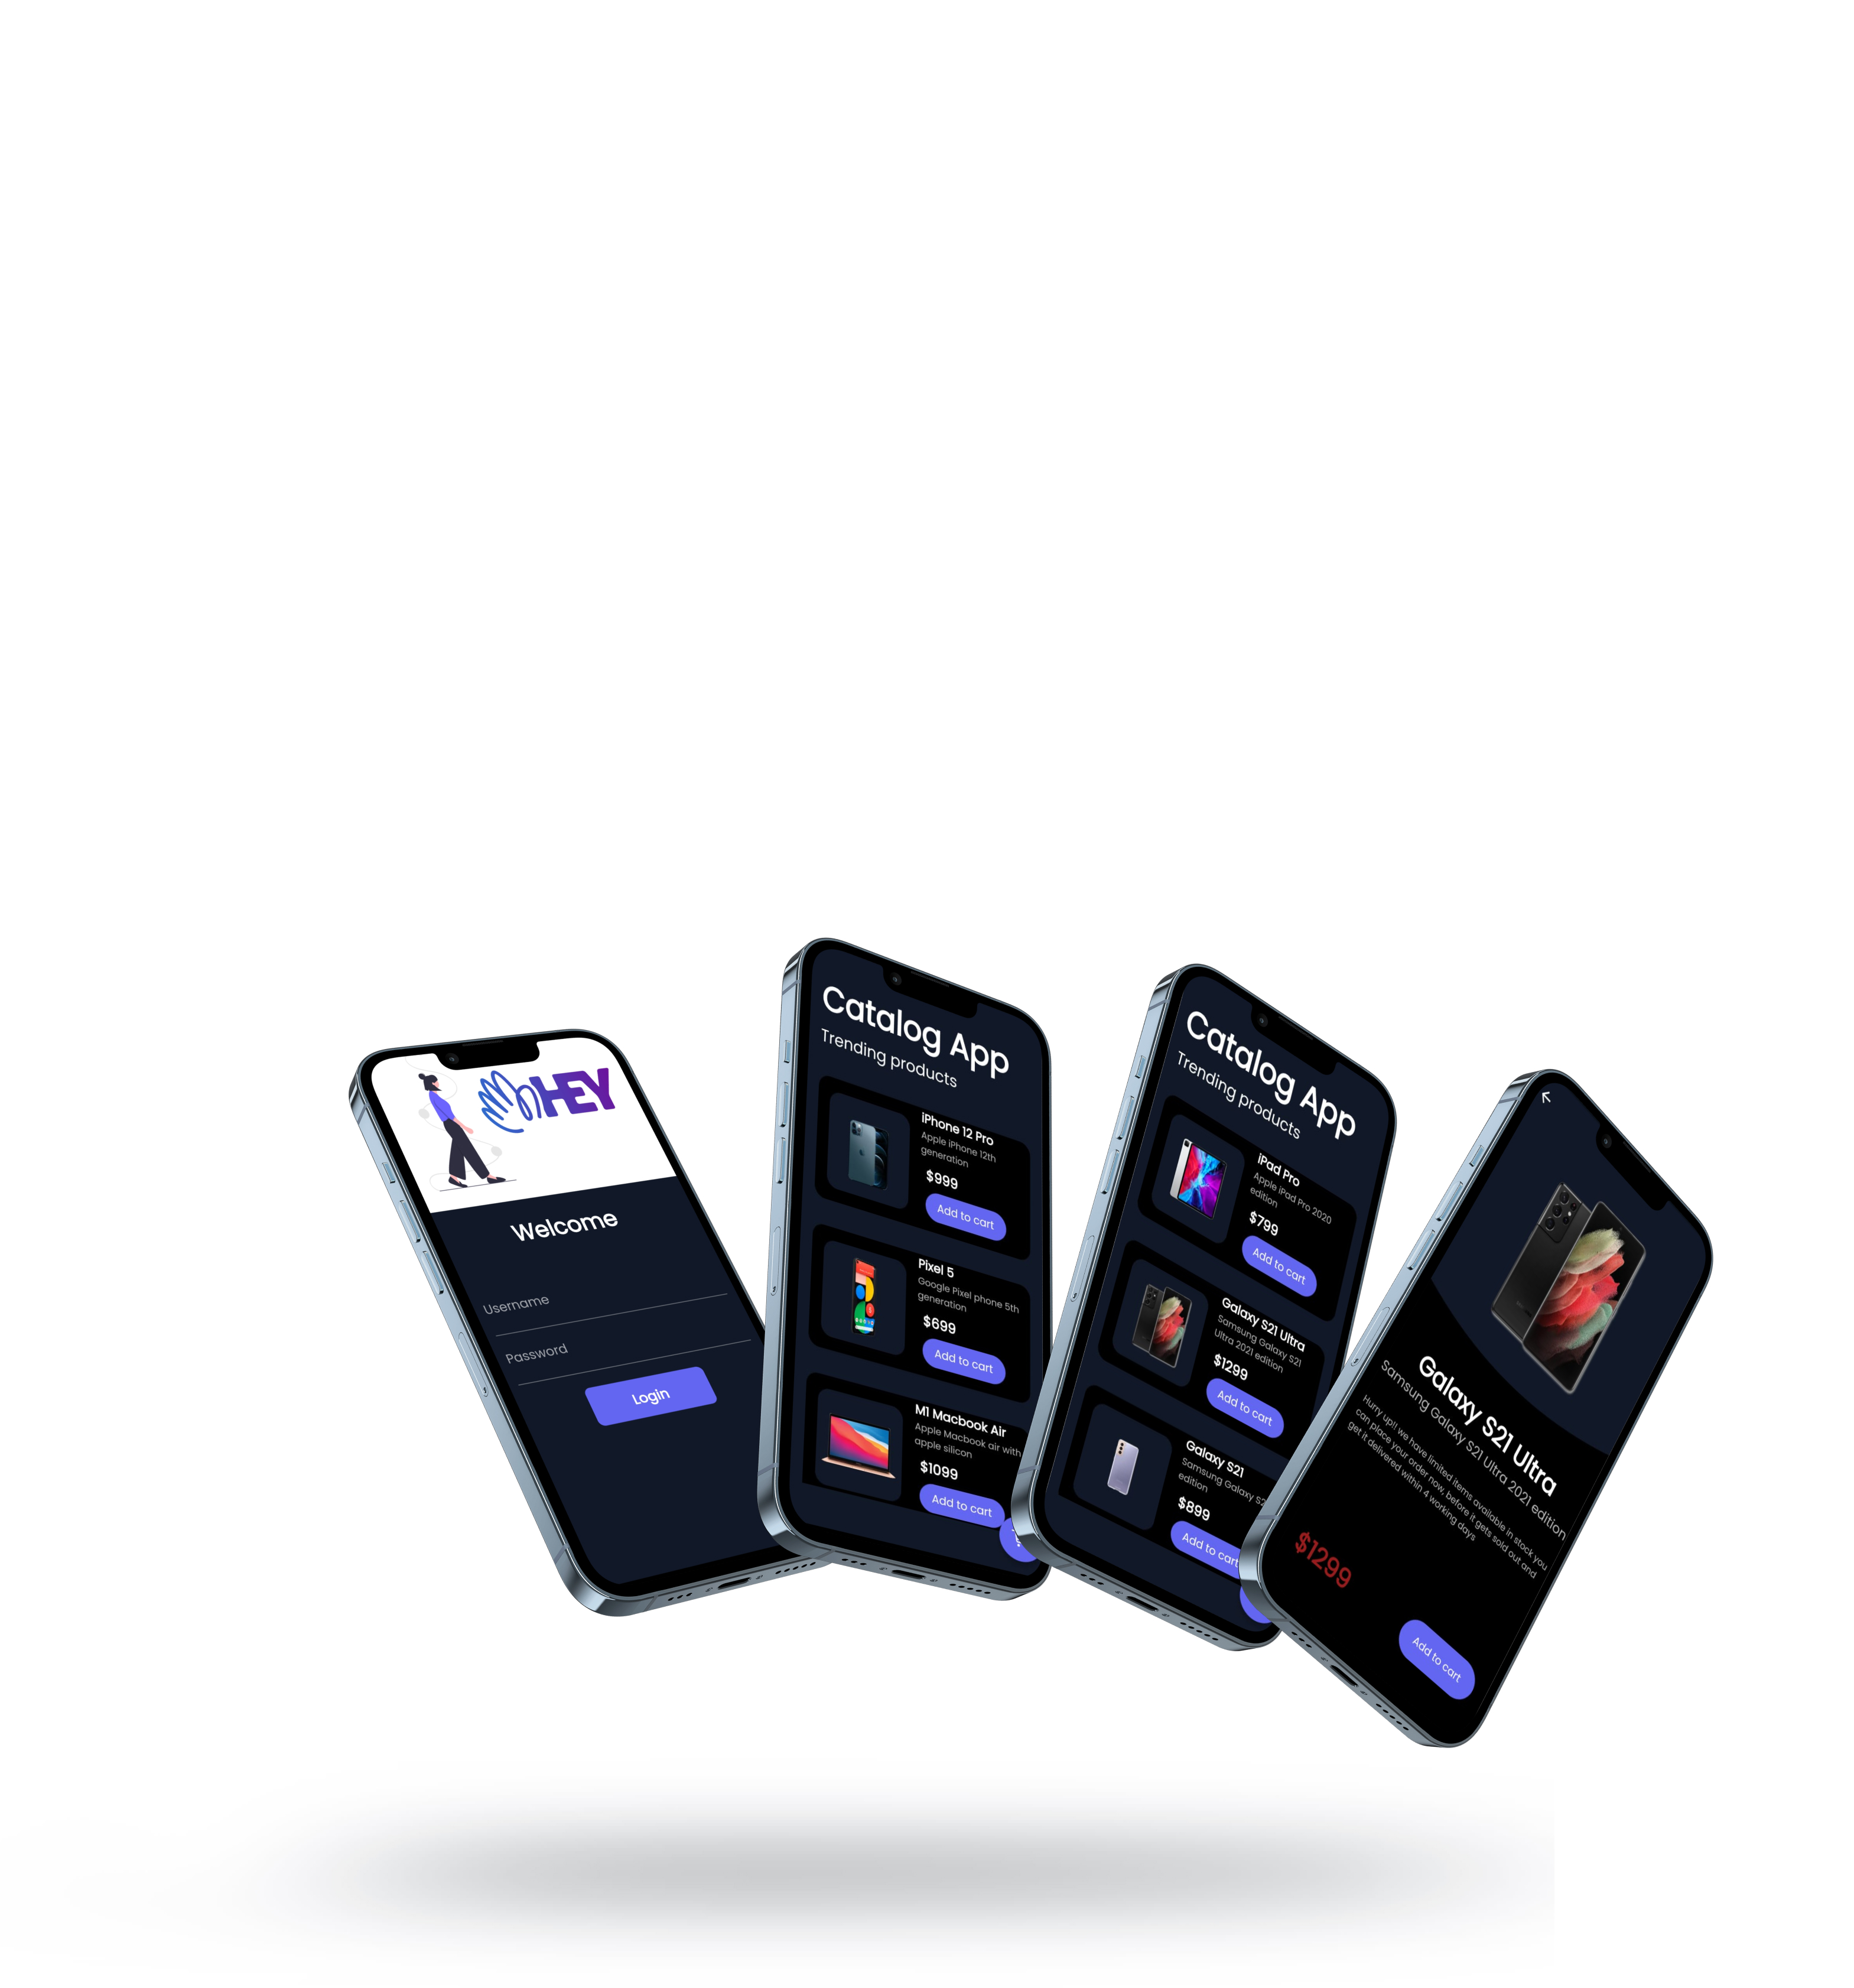 HEY
Welcome
Username
Password
Login
Catalog App
Trending products
iPhone 12 Pro
Apple iPhone 12th
generation
$999
Add to cart
Pixel 5
Google Pixel phone 5th
generation
$699
Add to cart
M1 Macbook Air
Apple Macbook air with
apple silicon
$1099
Add to cart
Catalog App
Trending products
iPad Pro
Apple iPad Pro 2020
edition
$799
Add to cart
Galaxy S21 Ultra
Samsung Galaxy S21
Ultra 2021 edition
$1299
Add to cart
Galaxy S21
Samsung Galaxy
edition
$899
Add to cart
Galaxy S21 Ultra
Samsung Galaxy S21 Ultra 2021 edition
Hurry up!! we have limited items available in stock you
can place your order now, before it gets sold out and
get it delivered within 4 working days
$1299
Add to cart